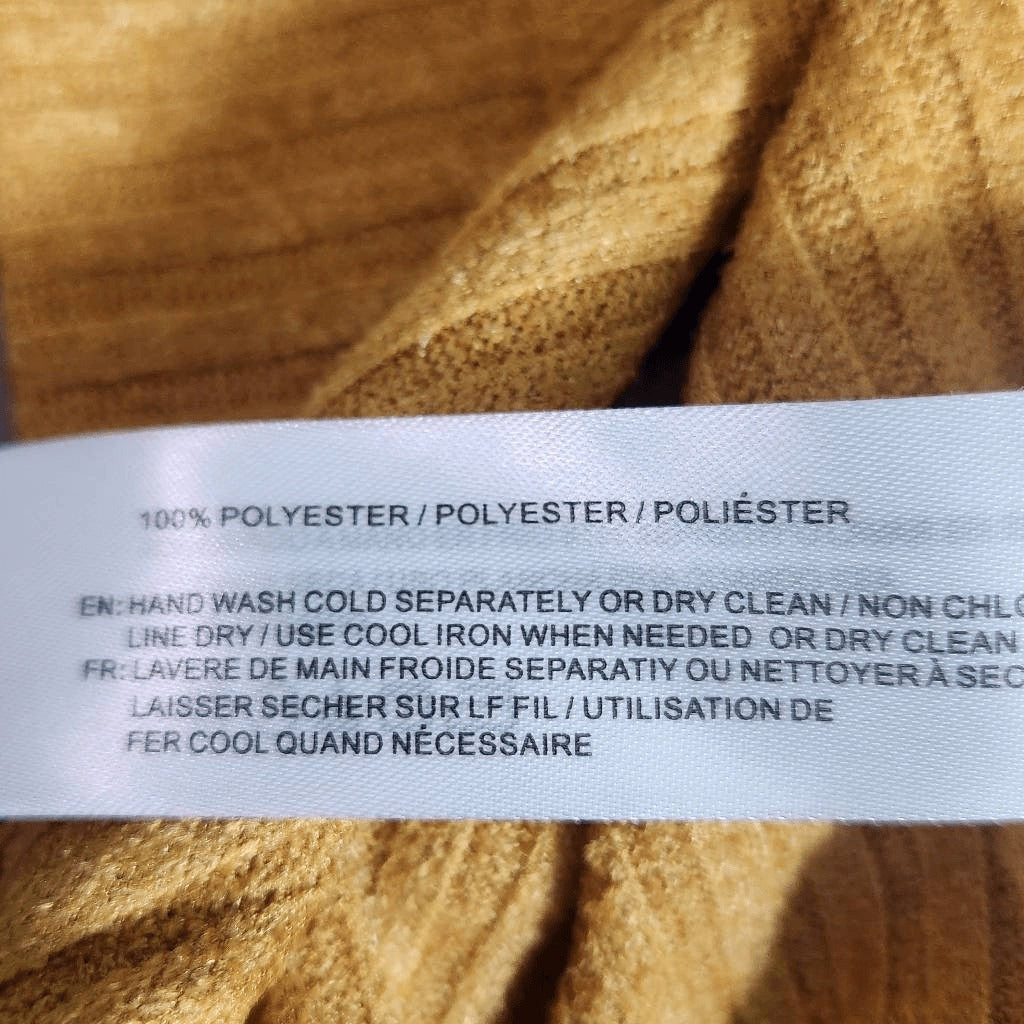 100% POLYESTER / POLYESTER / POLIÉSTER
EN: HAND WASH COLD SEPARATELY OR DRY CLEAN / NON
LINE DRY / USE COOL IRON WHEN NEEDED OR DRY CLEAN
FR: LAVERE DE MAIN FROIDE SEPARATIY OU NETTOYER À SEC
LAISSER SECHER SUR LF FIL / UTILISATION DE
FER COOL QUAND NÉCESSAIRE